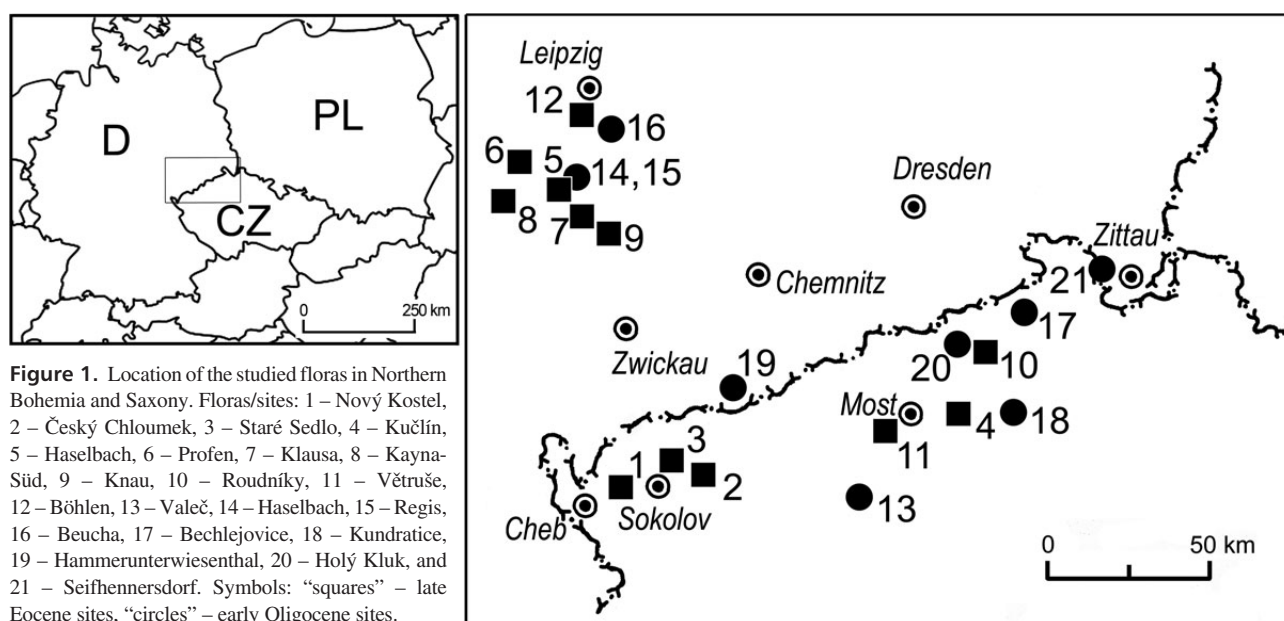 D
PL
CZ
0 250 km
Figure 1. Location of the studied floras in Northern
Bohemia and Saxony. Floras/sites: 1 – Nový Kostel,
2 – Český Chloumek, 3 – Staré Sedlo, 4 – Kučlín,
5 – Haselbach, 6 – Profen, 7 – Klausa, 8 – Kayna-
Süd, 9 – Knau, 10 – Roudníky, 11 – Větruše,
12 – Böhlen, 13 – Valeč, 14 – Haselbach, 15 – Regis,
16 – Beucha, 17 – Bechlejovice, 18 – Kundratice,
19 – Hammerunterwiesenthal, 20 – Holý Kluk, and
21 – Seifhennersdorf. Symbols: “squares” – late
Eocene sites, “circles” – early Oligocene sites.
Leipzig
12
16
6
5
14,15
8
7
9
Dresden
Zittau
21
Chemnitz
17
Zwickau
19
20
10
Most
4
18
11
3
1
2
Cheb
Sokolov
13
0 50 km